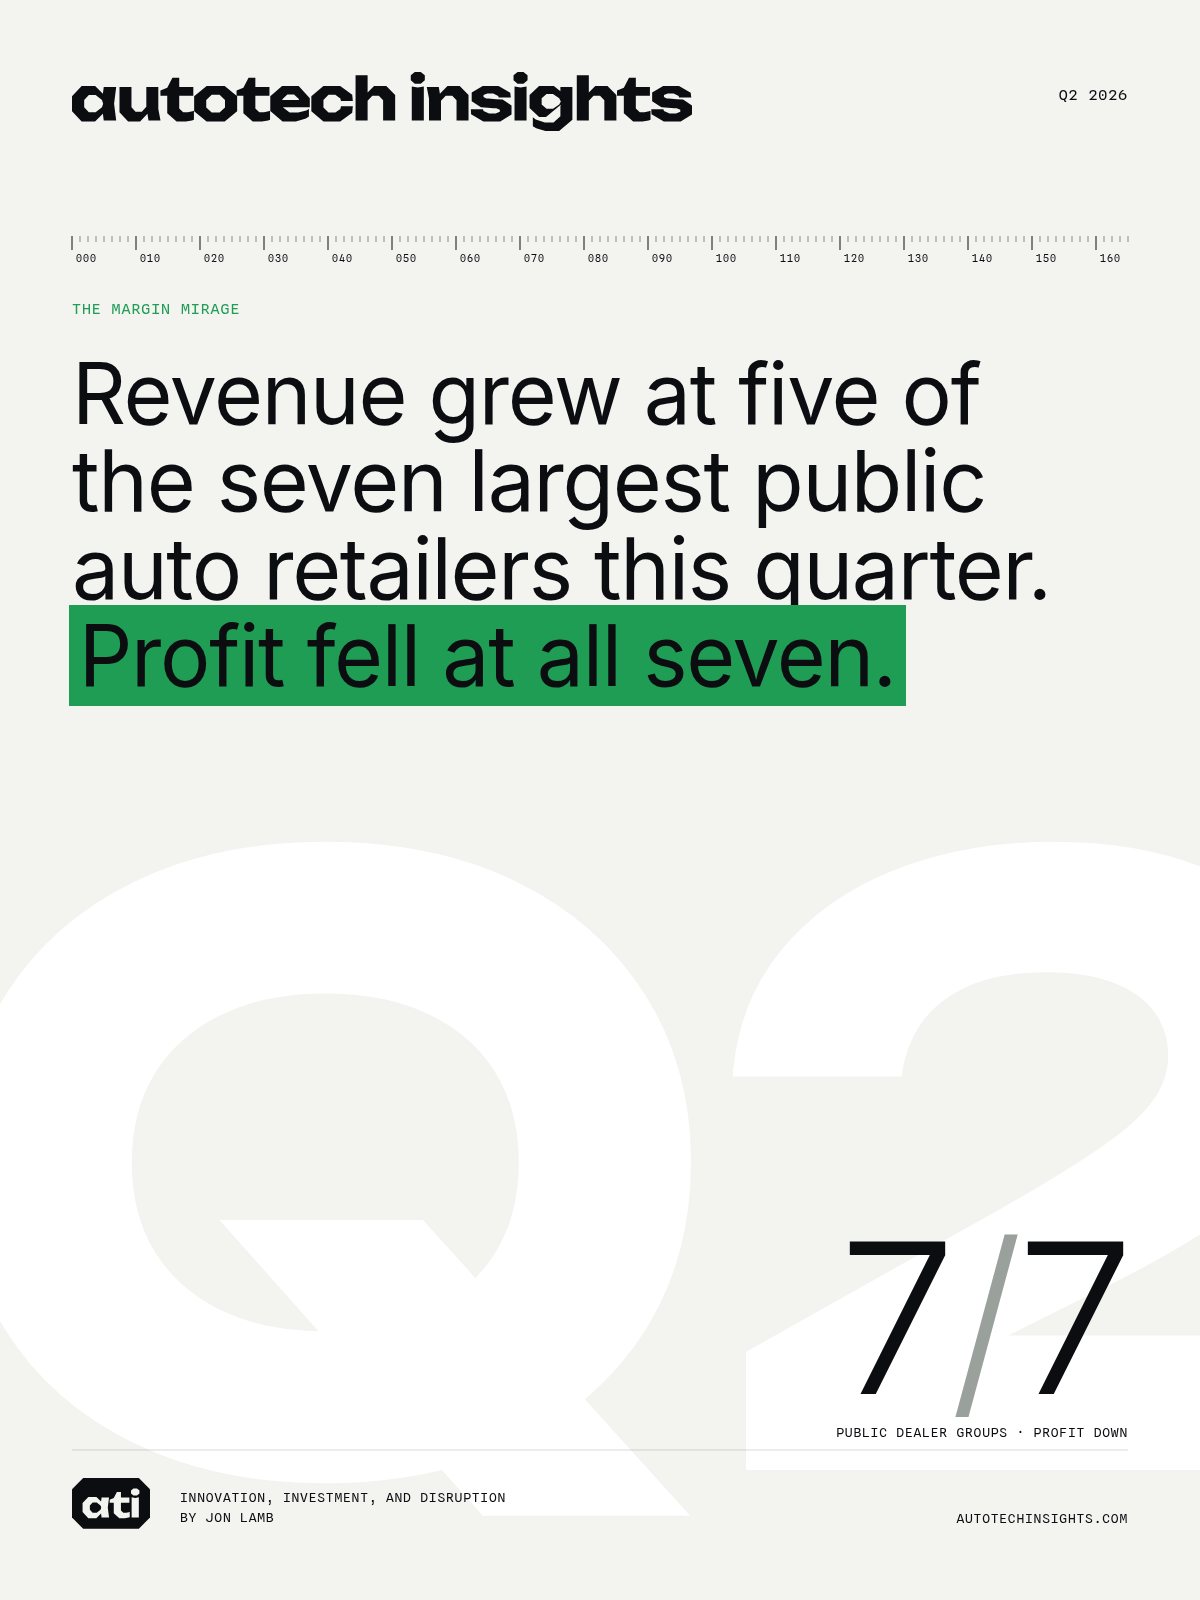 autotech insights
Q2 2026
000 010 020 030 040 050 060 070 080 090 100 110 120 130 140 150 160
THE MARGIN MIRAGE
Revenue grew at five of
the seven largest public
auto retailers this quarter.
Profit fell at all seven.
Q2
7/7
PUBLIC DEALER GROUPS · PROFIT DOWN
ati
INNOVATION, INVESTMENT, AND DISRUPTION
BY JON LAMB
AUTOTECHINSIGHTS.COM